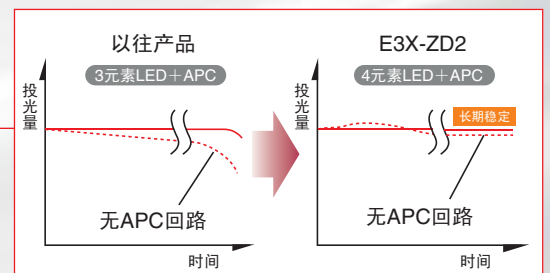 以往产品
3元素LED＋APC
投光量
无APC回路
时间
E3X-ZD2
4元素LED＋APC
投光量
长期稳定
无APC回路
时间